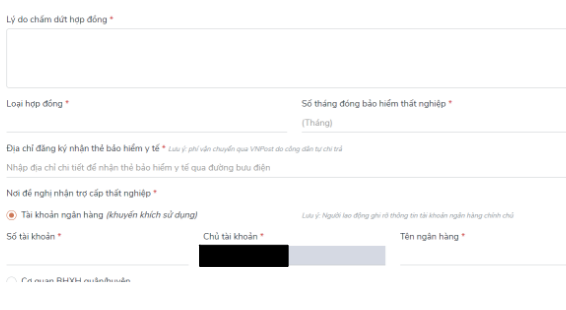 Lý do chấm dứt hợp đồng *
Loại hợp đồng * Số tháng đóng bảo hiểm thất nghiệp *
(Tháng)
Địa chỉ đăng ký nhận thẻ bảo hiểm y tế * Lưu ý: phí vận chuyển qua VNPost do công dân tự chi trả
Nhập địa chỉ chi tiết để nhận thẻ bảo hiểm y tế qua đường bưu điện
Nơi đề nghị nhận trợ cấp thất nghiệp *
Tài khoản ngân hàng (khuyến khích sử dụng) Lưu ý: Người lao động ghi rõ thông tin tài khoản ngân hàng chính chủ
Số tài khoản * Chủ tài khoản * Tên ngân hàng *
Cơ quan BHXH quận/huyện